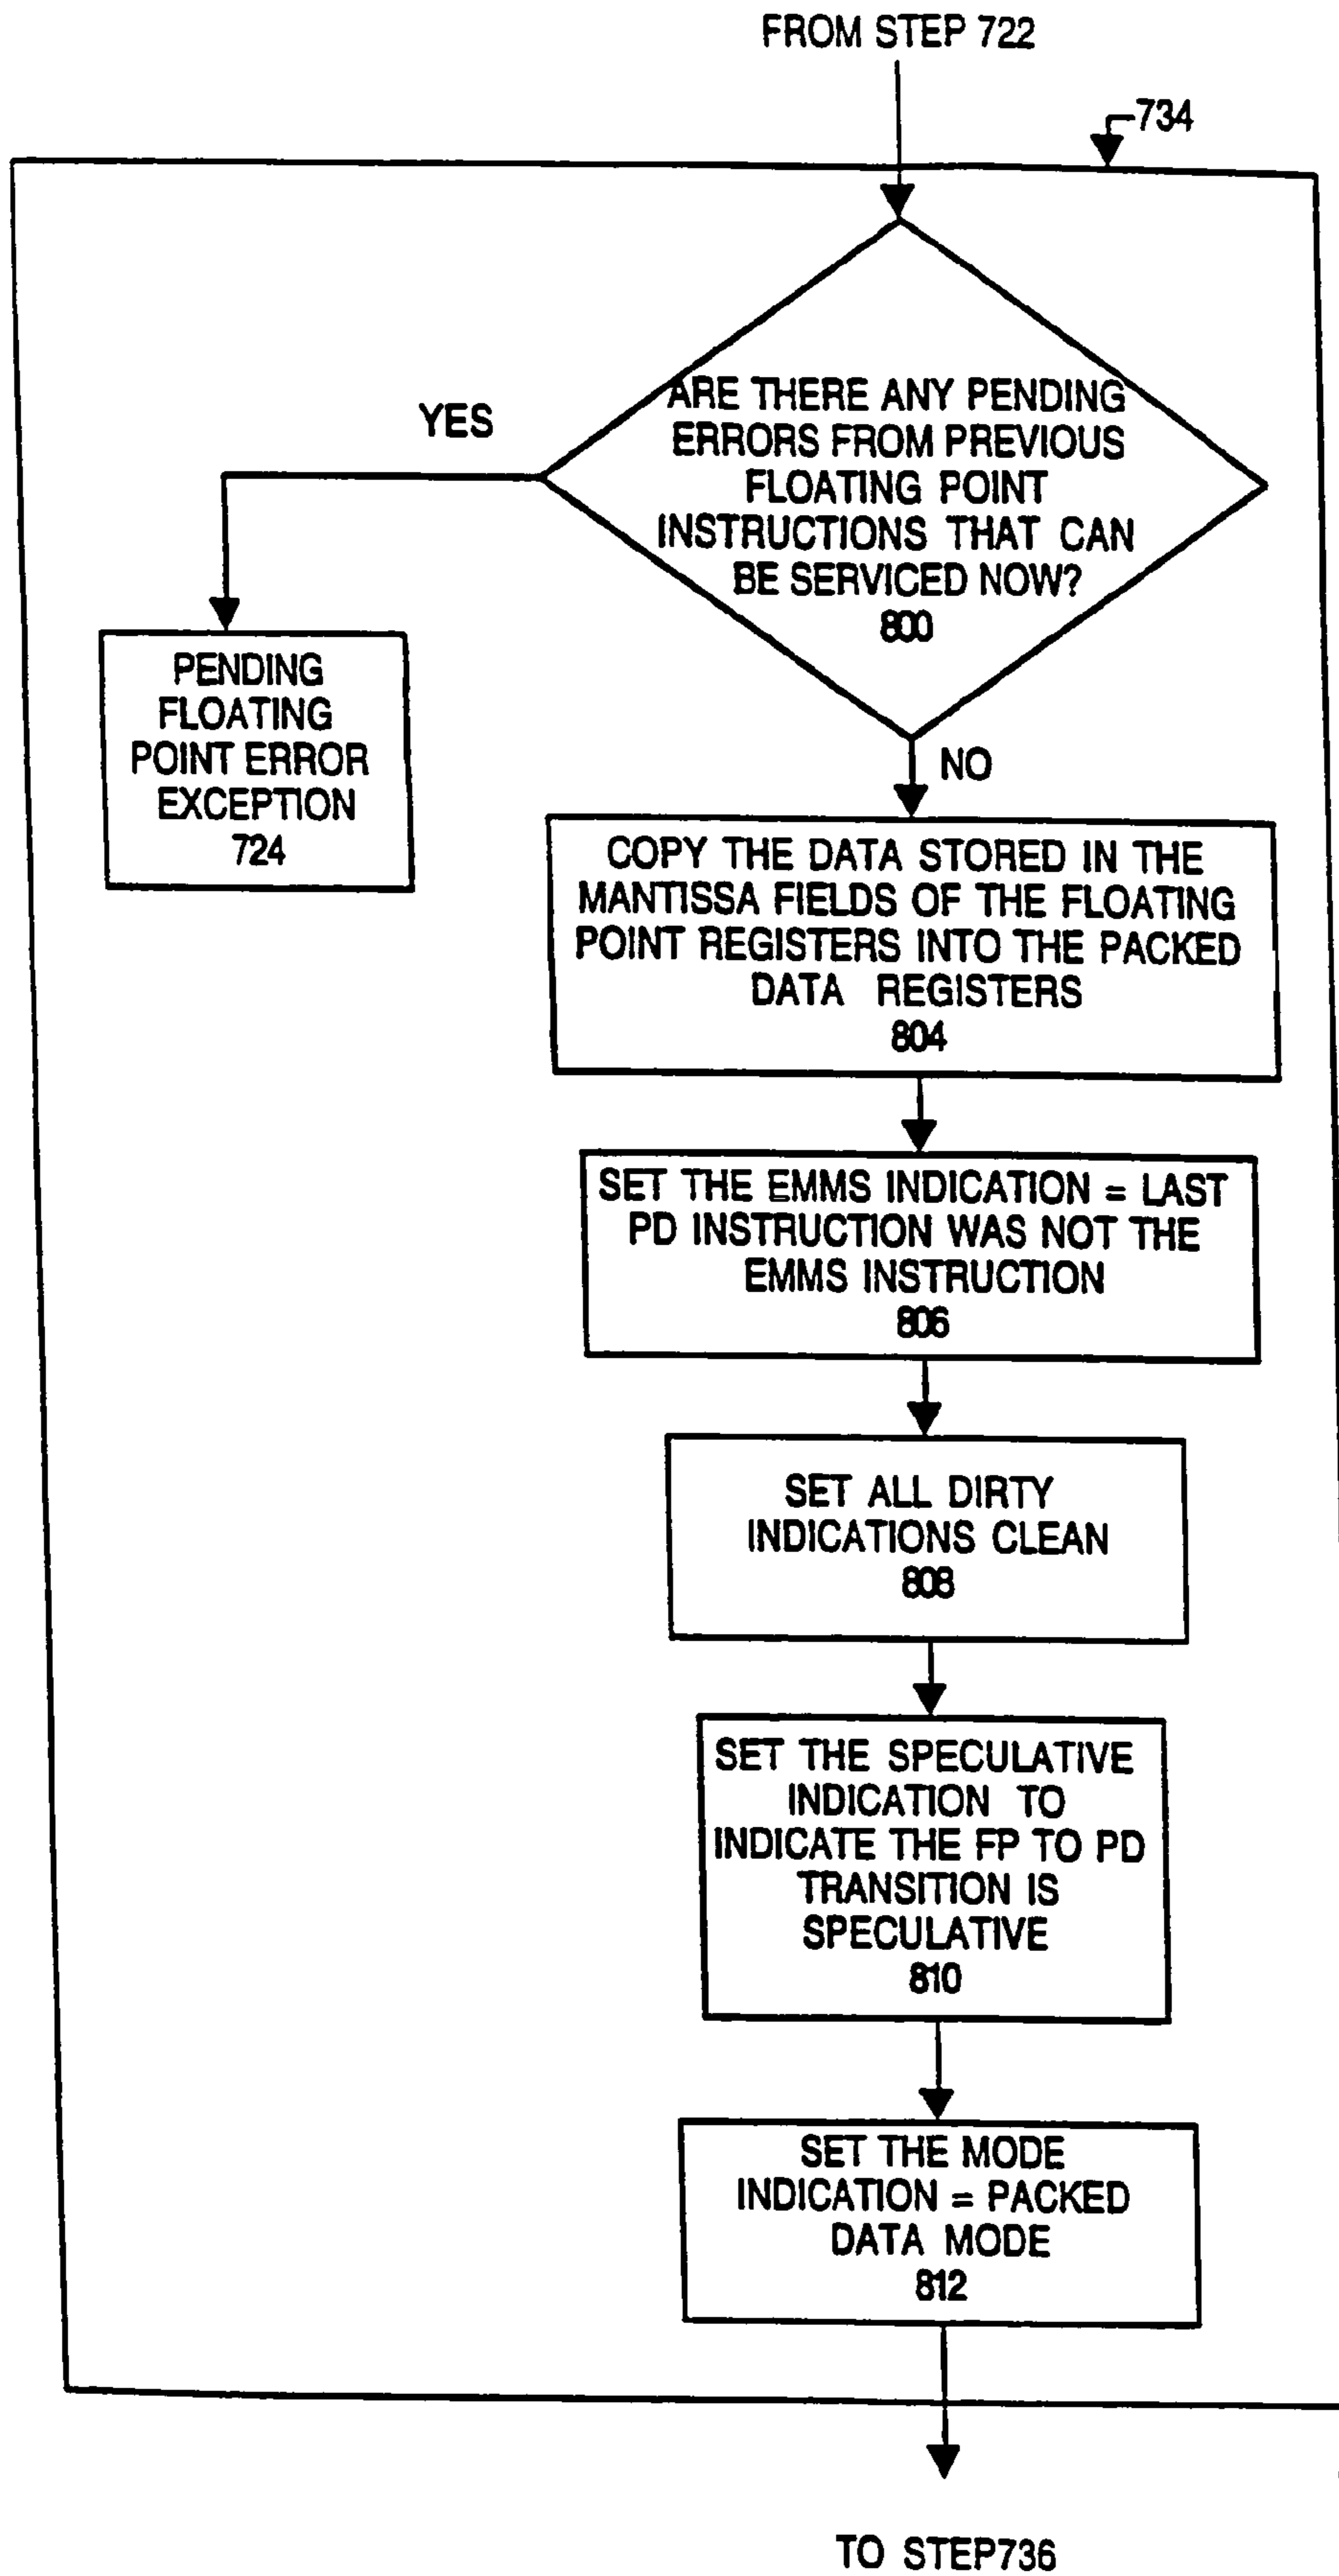 FROM STEP 722
734
ARE THERE ANY PENDING
ERRORS FROM PREVIOUS
FLOATING POINT
INSTRUCTIONS THAT CAN
BE SERVICED NOW?
800
YES
PENDING
FLOATING
POINT ERROR
EXCEPTION
724
NO
COPY THE DATA STORED IN THE
MANTISSA FIELDS OF THE FLOATING
POINT REGISTERS INTO THE PACKED
DATA REGISTERS
804
SET THE EMMS INDICATION = LAST
PD INSTRUCTION WAS NOT THE
EMMS INSTRUCTION
806
SET ALL DIRTY
INDICATIONS CLEAN
808
SET THE SPECULATIVE
INDICATION TO
INDICATE THE FP TO PD
TRANSITION IS
SPECULATIVE
810
SET THE MODE
INDICATION = PACKED
DATA MODE
812
TO STEP736